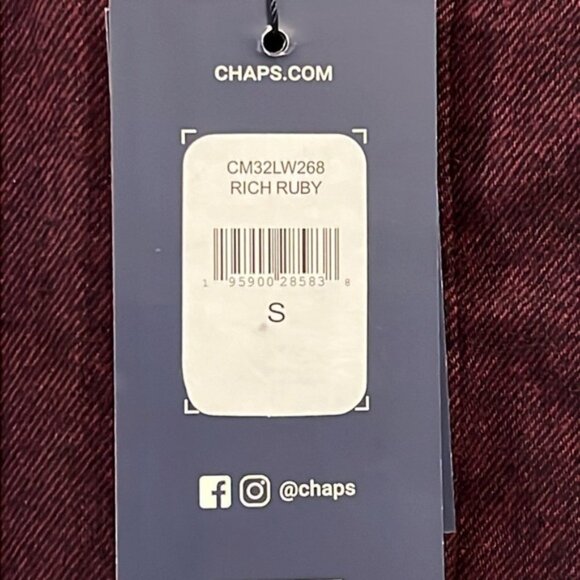 CHAPS.COM
CM32LW268
RICH RUBY
1 95900 28583 8
S
@chaps